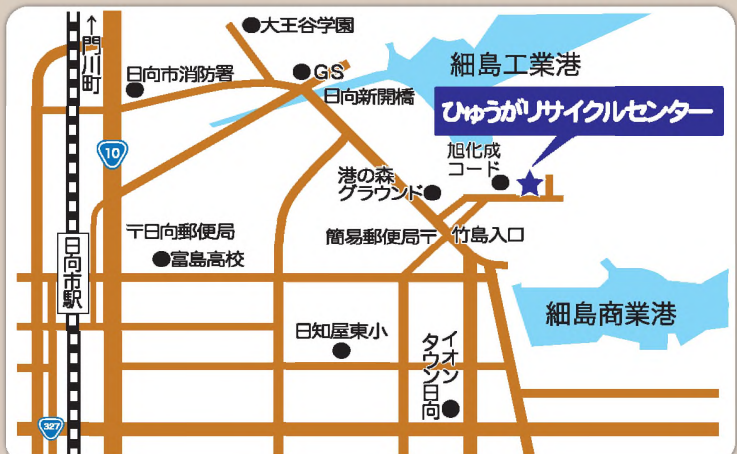 ↑門川町
大王谷学園
日向市消防署
GS
日向新開橋
細島工業港
ひゅうがリサイクルセンター
10
旭化成
コード
港の森
グラウンド
〒日向郵便局
簡易郵便局〒
竹島入口
富島高校
日向市駅
細島商業港
日知屋東小
イオン
タウン日向
327